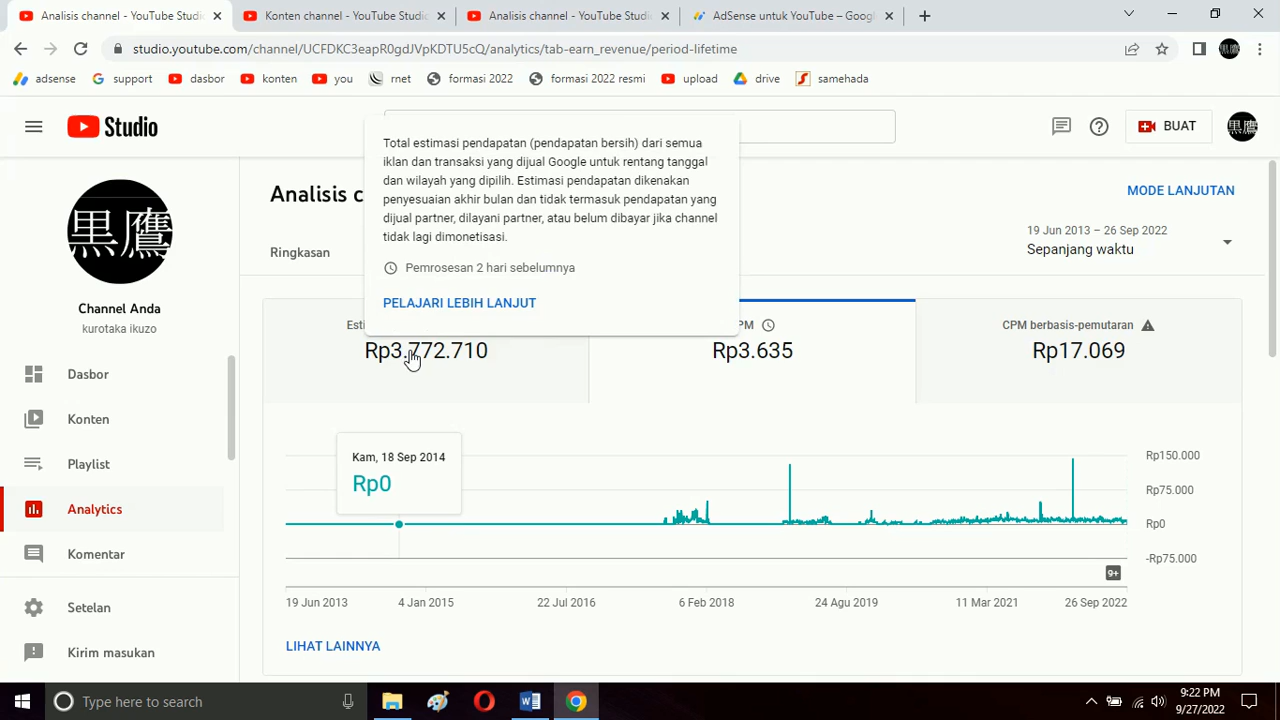 Analisis channel - YouTube Studio
Konten channel - YouTube Studio
Analisis channel - YouTube Studio
AdSense untuk YouTube – Google
studio.youtube.com/channel/UCFDKC3eapR0gdJVpKDTU5cQ/analytics/tab-earn_revenue/period-lifetime
adsense
support
dasbor
konten
you
rnet
formasi 2022
formasi 2022 resmi
upload
drive
samehada
Studio
BUAT
黒鷹
Channel Anda
kurotaka ikuzo
Dasbor
Konten
Playlist
Analytics
Komentar
Setelan
Kirim masukan
Analisis c
MODE LANJUTAN
Ringkasan
19 Jun 2013 – 26 Sep 2022
Sepanjang waktu
Total estimasi pendapatan (pendapatan bersih) dari semua
iklan dan transaksi yang dijual Google untuk rentang tanggal
dan wilayah yang dipilih. Estimasi pendapatan dikenakan
penyesuaian akhir bulan dan tidak termasuk pendapatan yang
dijual partner, dilayani partner, atau belum dibayar jika channel
tidak lagi dimonetisasi.
Pemrosesan 2 hari sebelumnya
PELAJARI LEBIH LANJUT
Esti
Rp3.772.710
PM
Rp3.635
CPM berbasis-pemutaran
Rp17.069
Kam, 18 Sep 2014
Rp0
Rp150.000
Rp75.000
Rp0
-Rp75.000
9+
19 Jun 2013
4 Jan 2015
22 Jul 2016
6 Feb 2018
24 Agu 2019
11 Mar 2021
26 Sep 2022
LIHAT LAINNYA
Type here to search
9:22 PM
9/27/2022